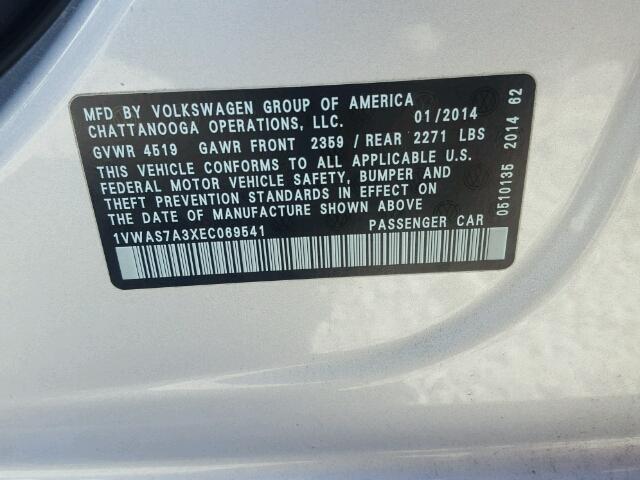 MFD BY VOLKSWAGEN GROUP OF AMERICA
CHATTANOOGA OPERATIONS, LLC. 01/2014
GVWR 4519 GAWR FRONT 2359 / REAR 2271 LBS
THIS VEHICLE CONFORMS TO ALL APPLICABLE U.S.
FEDERAL MOTOR VEHICLE SAFETY, BUMPER AND
THEFT PREVENTION STANDARDS IN EFFECT ON
THE DATE OF MANUFACTURE SHOWN ABOVE
1VWAS7A3XEC069541 PASSENGER CAR
0510135 2014 62